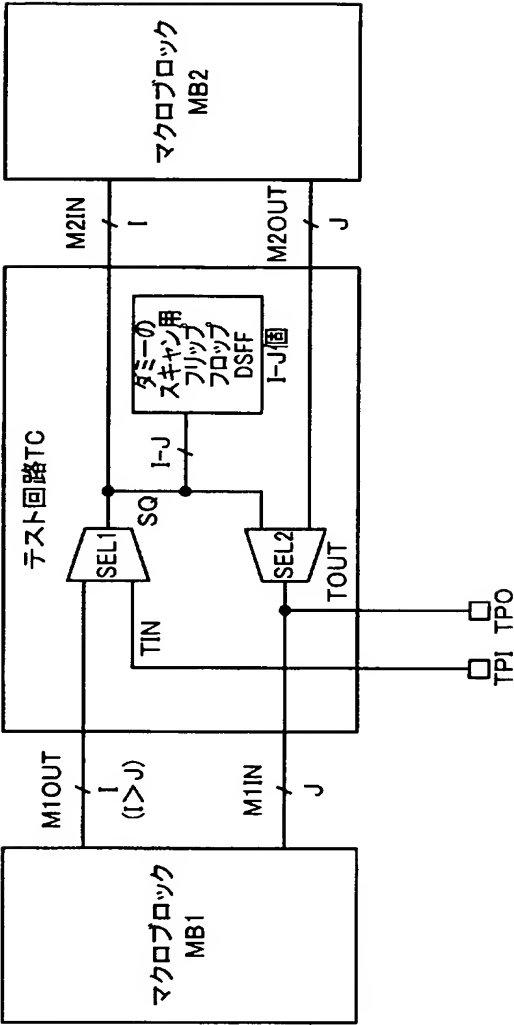 マクロブロック
MB1
M1OUT
I
(I>J)
M1IN
J
テスト回路TC
SEL1
TIN
SQ
SEL2
TOUT
I-J
ダミーの
スキャン用
フリップ
フロップ
DSFF
I-J個
M2IN
I
M2OUT
J
マクロブロック
MB2
TPI
TPO